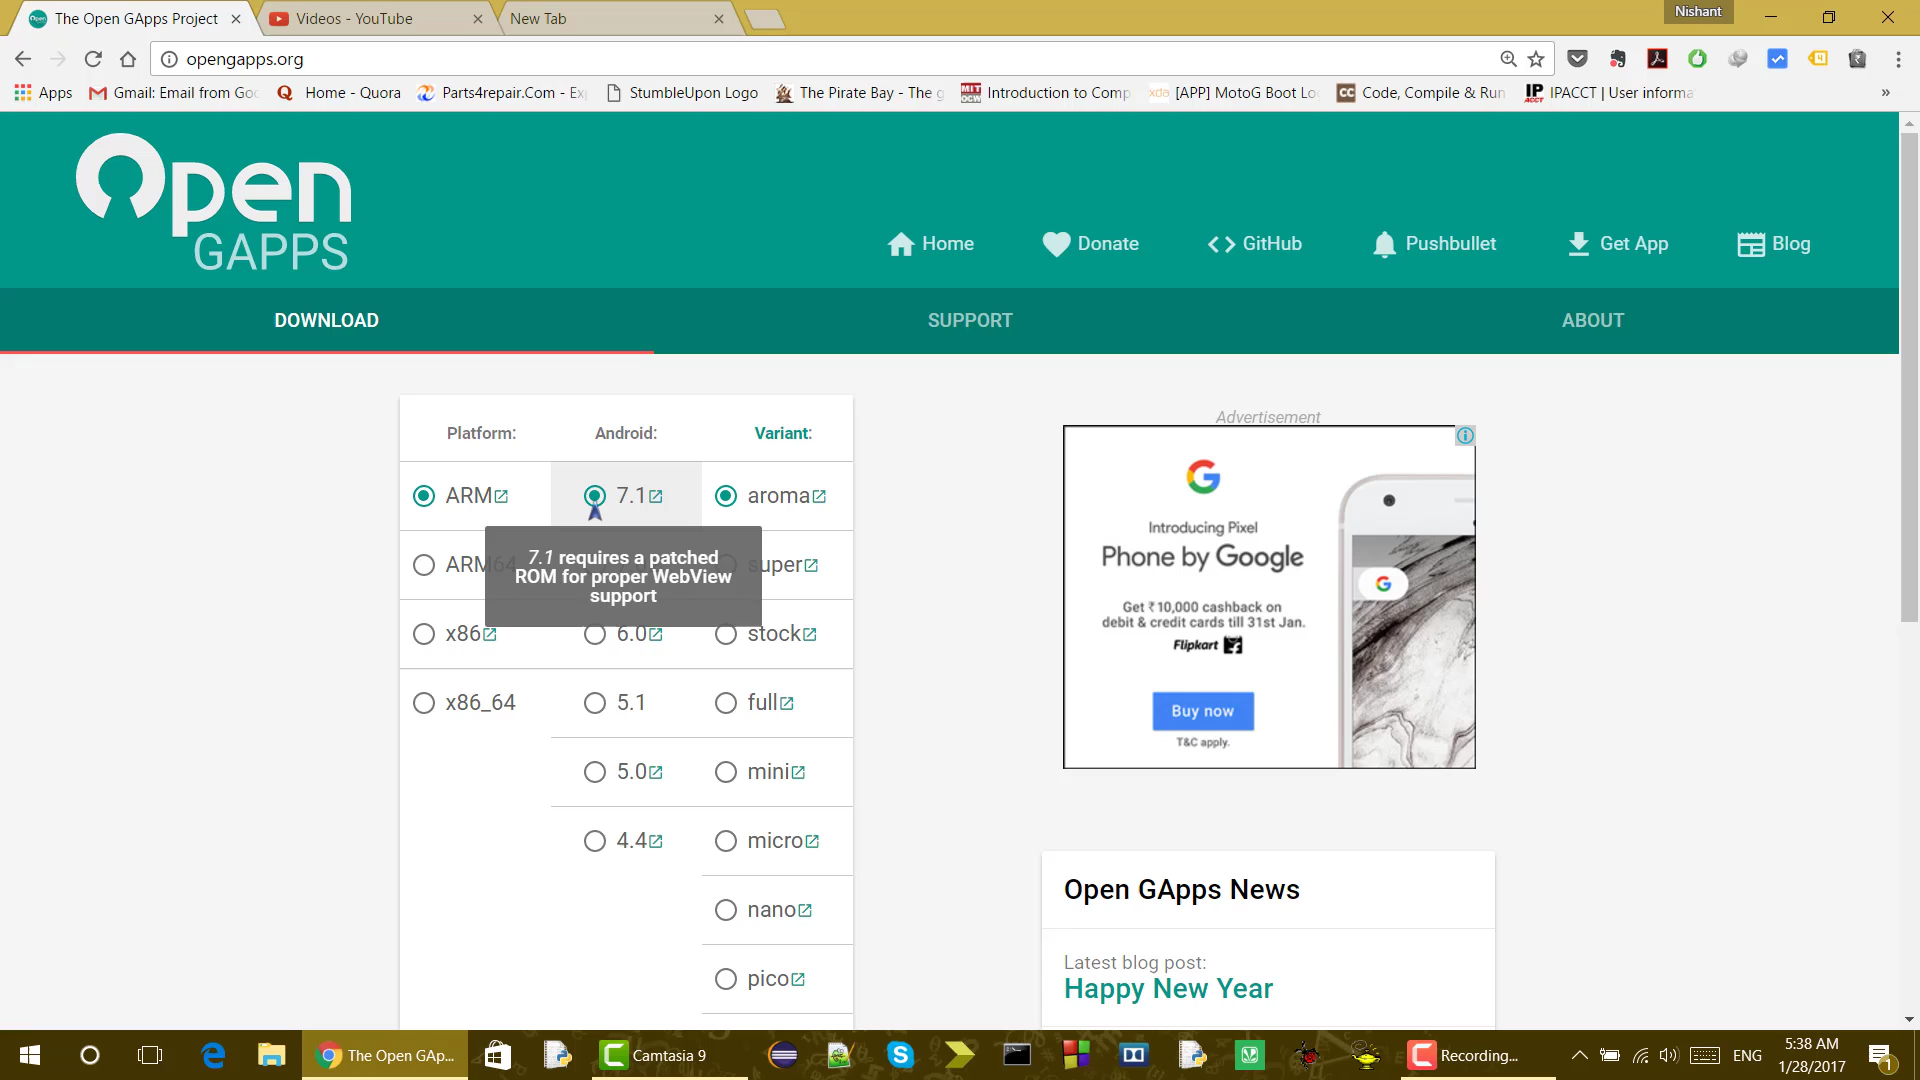 The Open GApps Project
Videos - YouTube
New Tab
Nishant
opengapps.org
Apps
Gmail: Email from Goo
Home - Quora
Parts4repair.Com - Ex
StumbleUpon Logo
The Pirate Bay - The g
Introduction to Comp
[APP] MotoG Boot Lo
Code, Compile & Run
IPACCT | User informa
»
Open
GAPPS
Home
Donate
GitHub
Pushbullet
Get App
Blog
DOWNLOAD
SUPPORT
ABOUT
Platform:
Android:
Variant:
ARM
7.1
aroma
ARM64
super
7.1 requires a patched
ROM for proper WebView
support
x86
6.0
stock
x86_64
5.1
full
5.0
mini
4.4
micro
nano
pico
Advertisement
Introducing Pixel
Phone by Google
Get ₹10,000 cashback on
debit & credit cards till 31st Jan.
Flipkart
Buy now
T&C apply.
Open GApps News
Latest blog post:
Happy New Year
The Open GAp...
Camtasia 9
Recording...
ENG
5:38 AM
1/28/2017
1